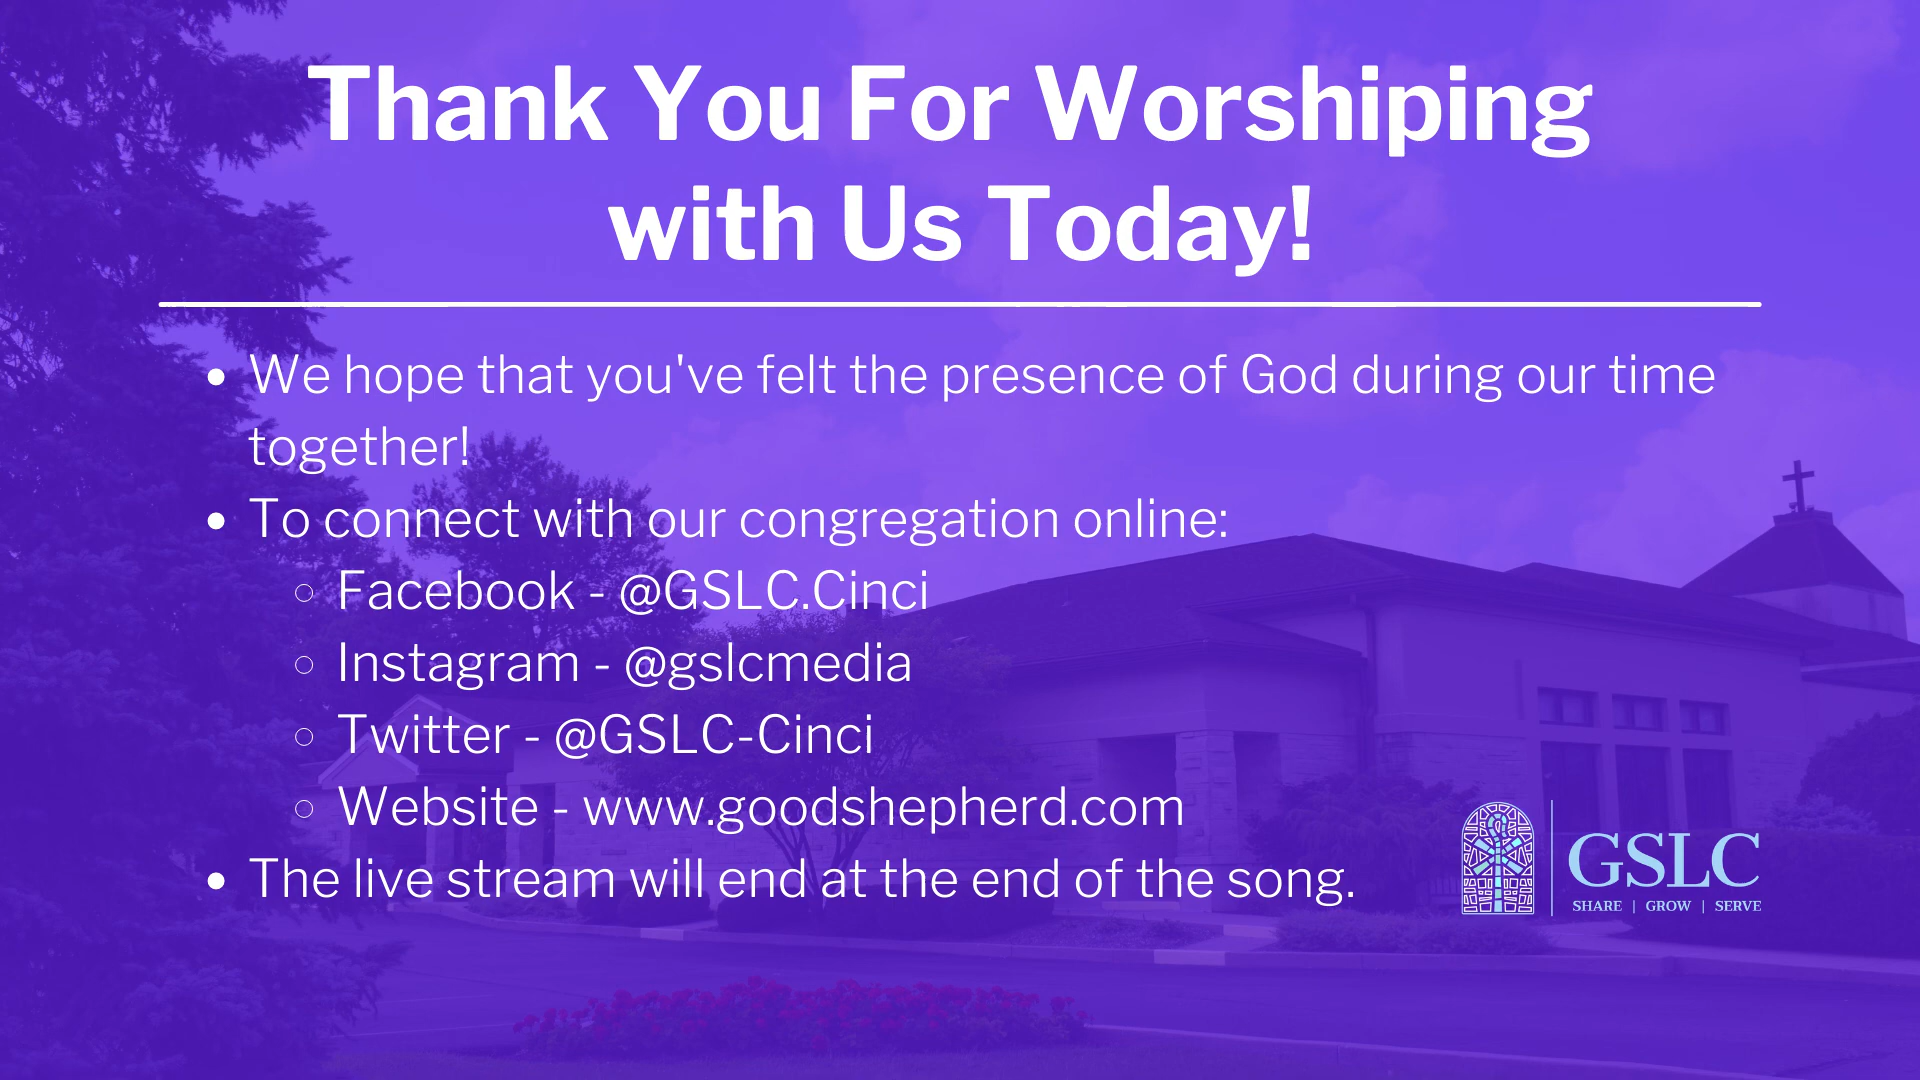 Thank You For Worshiping
with Us Today!
• We hope that you've felt the presence of God during our time
together!
• To connect with our congregation online:
○ Facebook - @GSLC.Cinci
○ Instagram - @gslcmedia
○ Twitter - @GSLC-Cinci
○ Website - www.goodshepherd.com
• The live stream will end at the end of the song.
GSLC
SHARE | GROW | SERVE